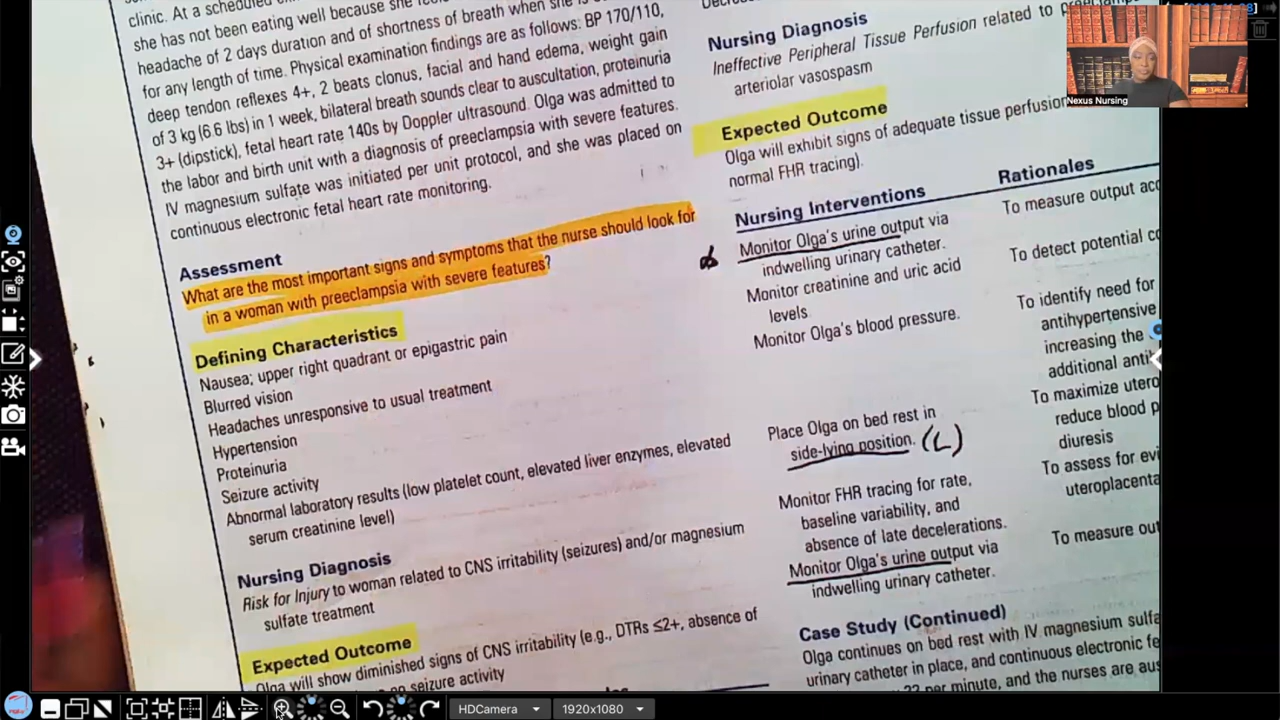 clinic. At a scheduled
she has not been eating well because she
headache of 2 days duration and of shortness of breath when she is
for any length of time. Physical examination findings are as follows: BP 170/110,
deep tendon reflexes 4+, 2 beats clonus, facial and hand edema, weight gain
of 3 kg (6.6 lbs) in 1 week, bilateral breath sounds clear to auscultation, proteinuria
3+ (dipstick), fetal heart rate 140s by Doppler ultrasound. Olga was admitted to
the labor and birth unit with a diagnosis of preeclampsia with severe features.
IV magnesium sulfate was initiated per unit protocol, and she was placed on
continuous electronic fetal heart rate monitoring.
Assessment
What are the most important signs and symptoms that the nurse should look for
in a woman with preeclampsia with severe features?
Defining Characteristics
Nausea; upper right quadrant or epigastric pain
Blurred vision
Headaches unresponsive to usual treatment
Hypertension
Proteinuria
Seizure activity
Abnormal laboratory results (low platelet count, elevated liver enzymes, elevated
serum creatinine level)
Nursing Diagnosis
Risk for Injury to woman related to CNS irritability (seizures) and/or magnesium
sulfate treatment
Expected Outcome
Olga will show diminished signs of CNS irritability (e.g., DTRs ≤2+, absence of
seizure activity
Nursing Diagnosis
Ineffective Peripheral Tissue Perfusion related to
arteriolar vasospasm
Expected Outcome
Olga will exhibit signs of adequate tissue perfusion
normal FHR tracing).
Nursing Interventions
Monitor Olga's urine output via
indwelling urinary catheter.
Monitor creatinine and uric acid
levels
Monitor Olga's blood pressure.
Place Olga on bed rest in
side-lying position. (L)
Monitor FHR tracing for rate,
baseline variability, and
absence of late decelerations.
Monitor Olga's urine output via
indwelling urinary catheter.
Rationales
To measure output
To detect potential
To identify need for
antihypertensive
increasing the
additional
To maximize
reduce blood
diuresis
To assess for
To measure
Case Study (Continued)
Olga continues on bed rest with IV magnesium
urinary catheter in place, and continuous electronic
per minute, and the nurses are
Nexus Nursing
HDCamera
1920x1080